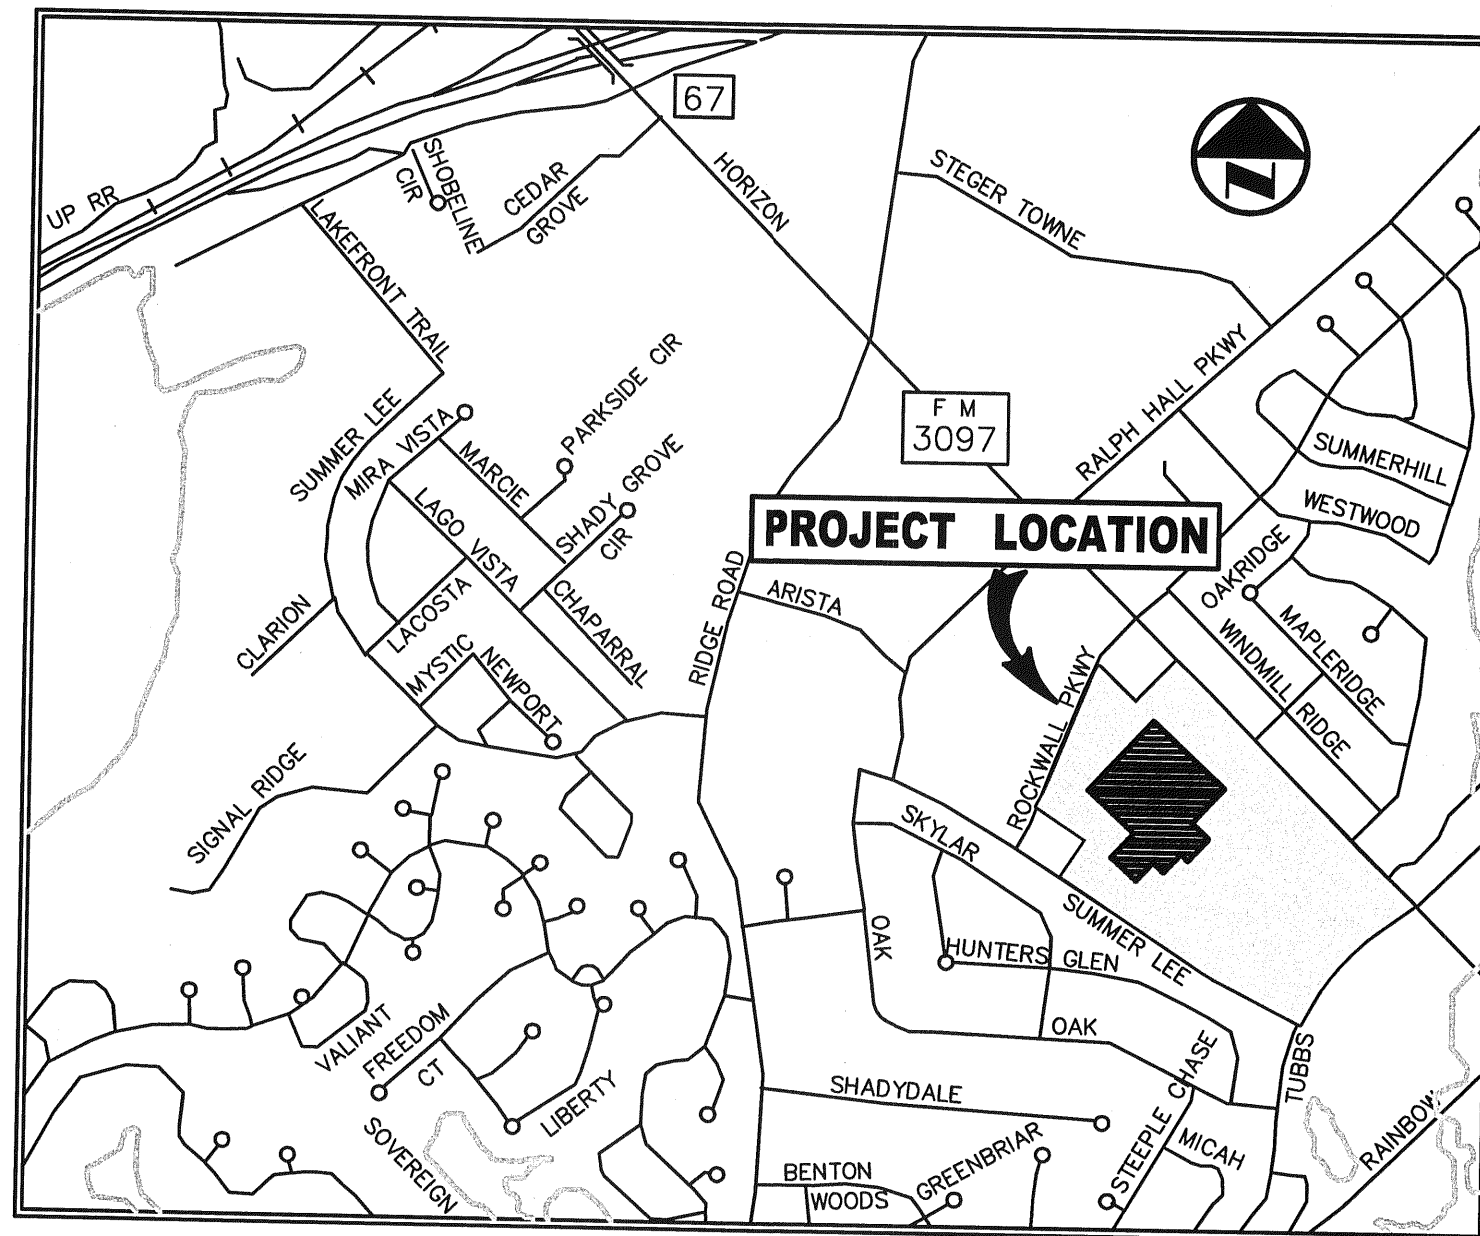 67
UP RR
SHOBELINE
CIR
CEDAR
GROVE
HORIZON
STEGER TOWNE
N
LAKEFRONT TRAIL
RALPH HALL PKWY
F M
3097
SUMMER LEE
MIRA VISTA
MARCIE
PARKSIDE CIR
SHADY GROVE
CIR
LAGO VISTA
SUMMERHILL
WESTWOOD
PROJECT LOCATION
OAKRIDGE
RIDGE ROAD
ARISTA
CLARION
LACOSTA
CHAPARRAL
MYSTIC
NEWPORT
MAPLERIDGE
WINDMILL RIDGE
ROCKWALL PKWY
SIGNAL RIDGE
SKYLAR
SUMMER LEE
OAK
HUNTERS GLEN
OAK
VALIANT
FREEDOM
CT
LIBERTY
SOVEREIGN
SHADYDALE
STEEPLE CHASE
TUBBS
MICAH
RAINBOW
BENTON
WOODS
GREENBRIAR